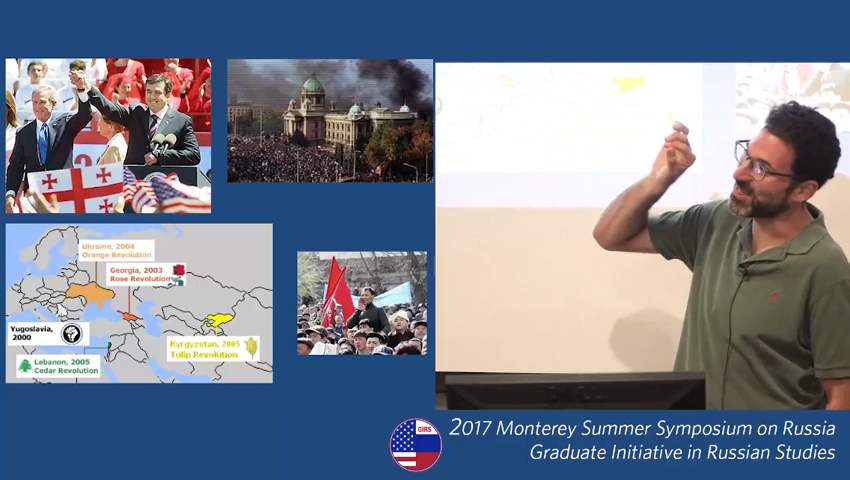 Ukraine, 2004
Orange Revolution
Georgia, 2003
Rose Revolution
Yugoslavia,
2000
Kyrgyzstan, 2005
Tulip Revolution
Lebanon, 2005
Cedar Revolution
GIRS
2017 Monterey Summer Symposium on Russia
Graduate Initiative in Russian Studies